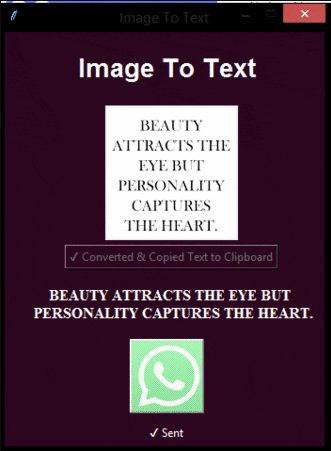 Image To Text
Image To Text
BEAUTY
ATTRACTS THE
EYE BUT
PERSONALITY
CAPTURES
THE HEART.
✓ Converted & Copied Text to Clipboard
BEAUTY ATTRACTS THE EYE BUT
PERSONALITY CAPTURES THE HEART.
✓ Sent